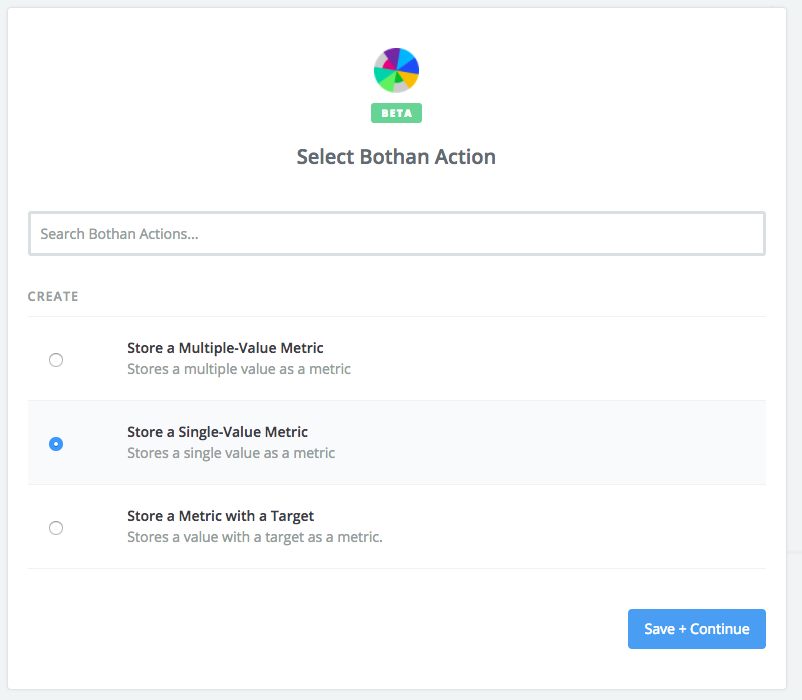 BETA
Select Bothan Action
Search Bothan Actions...
CREATE
Store a Multiple-Value Metric
Stores a multiple value as a metric
Store a Single-Value Metric
Stores a single value as a metric
Store a Metric with a Target
Stores a value with a target as a metric.
Save + Continue